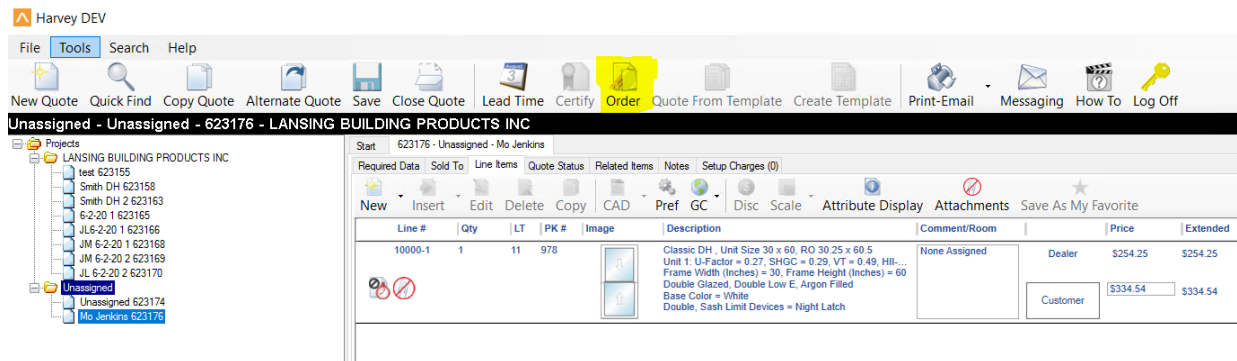 Harvey DEV
File Tools Search Help
New Quote Quick Find Copy Quote Alternate Quote Save Close Quote Lead Time Certify Order Quote From Template Create Template Print-Email Messaging How To Log Off
Unassigned - Unassigned - 623176 - LANSING BUILDING PRODUCTS INC
Projects
LANSING BUILDING PRODUCTS INC
test 623155
Smith DH 623158
Smith DH 2 623163
6-2-20 1 623165
JL6-2-20 1 623166
JM 6-2-20 1 623168
JM 6-2-20 2 623169
JL 6-2-20 2 623170
Unassigned
Unassigned 623174
Mo Jenkins 623176
Start 623176 - Unassigned - Mo Jenkins
Required Data Sold To Line Items Quote Status Related Items Notes Setup Charges (0)
New Insert Edit Delete Copy CAD Pref GC Disc Scale Attribute Display Attachments Save As My Favorite
Line # Qty LT PK # Image Description Comment/Room Price Extended
10000-1 1 11 978
Classic DH , Unit Size 30 x 60, RO 30.25 x 60.5
Unit 1: U-Factor = 0.27, SHGC = 0.29, VT = 0.49, HII-...
Frame Width (Inches) = 30, Frame Height (Inches) = 60
Double Glazed, Double Low E, Argon Filled
Base Color = White
Double, Sash Limit Devices = Night Latch
None Assigned
Dealer $254.25 $254.25
Customer $334.54 $334.54